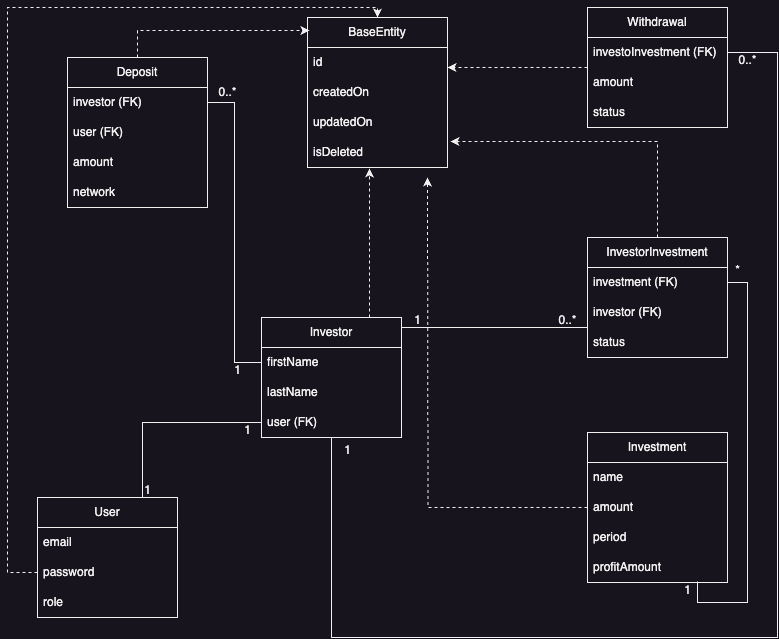 BaseEntity
id
createdOn
updatedOn
isDeleted
Withdrawal
investoInvestment (FK)
amount
status
0..*
Deposit
investor (FK)
user (FK)
amount
network
0..*
InvestorInvestment
investment (FK)
investor (FK)
status
*
Investor
firstName
lastName
user (FK)
1
0..*
1
1
1
1
User
email
password
role
Investment
name
amount
period
profitAmount
1